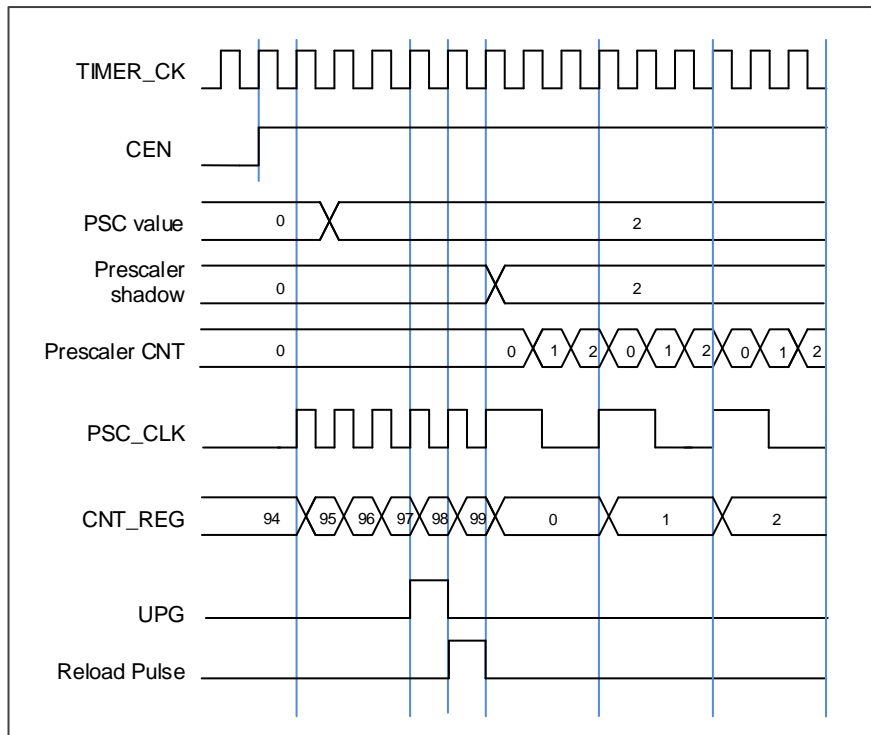 TIMER_CK
CEN
PSC value 0 2
Prescaler
shadow 0 2
Prescaler CNT 0 0 1 2 0 1 2 0 1 2
PSC_CLK
CNT_REG 94 95 96 97 98 99 0 1 2
UPG
Reload Pulse